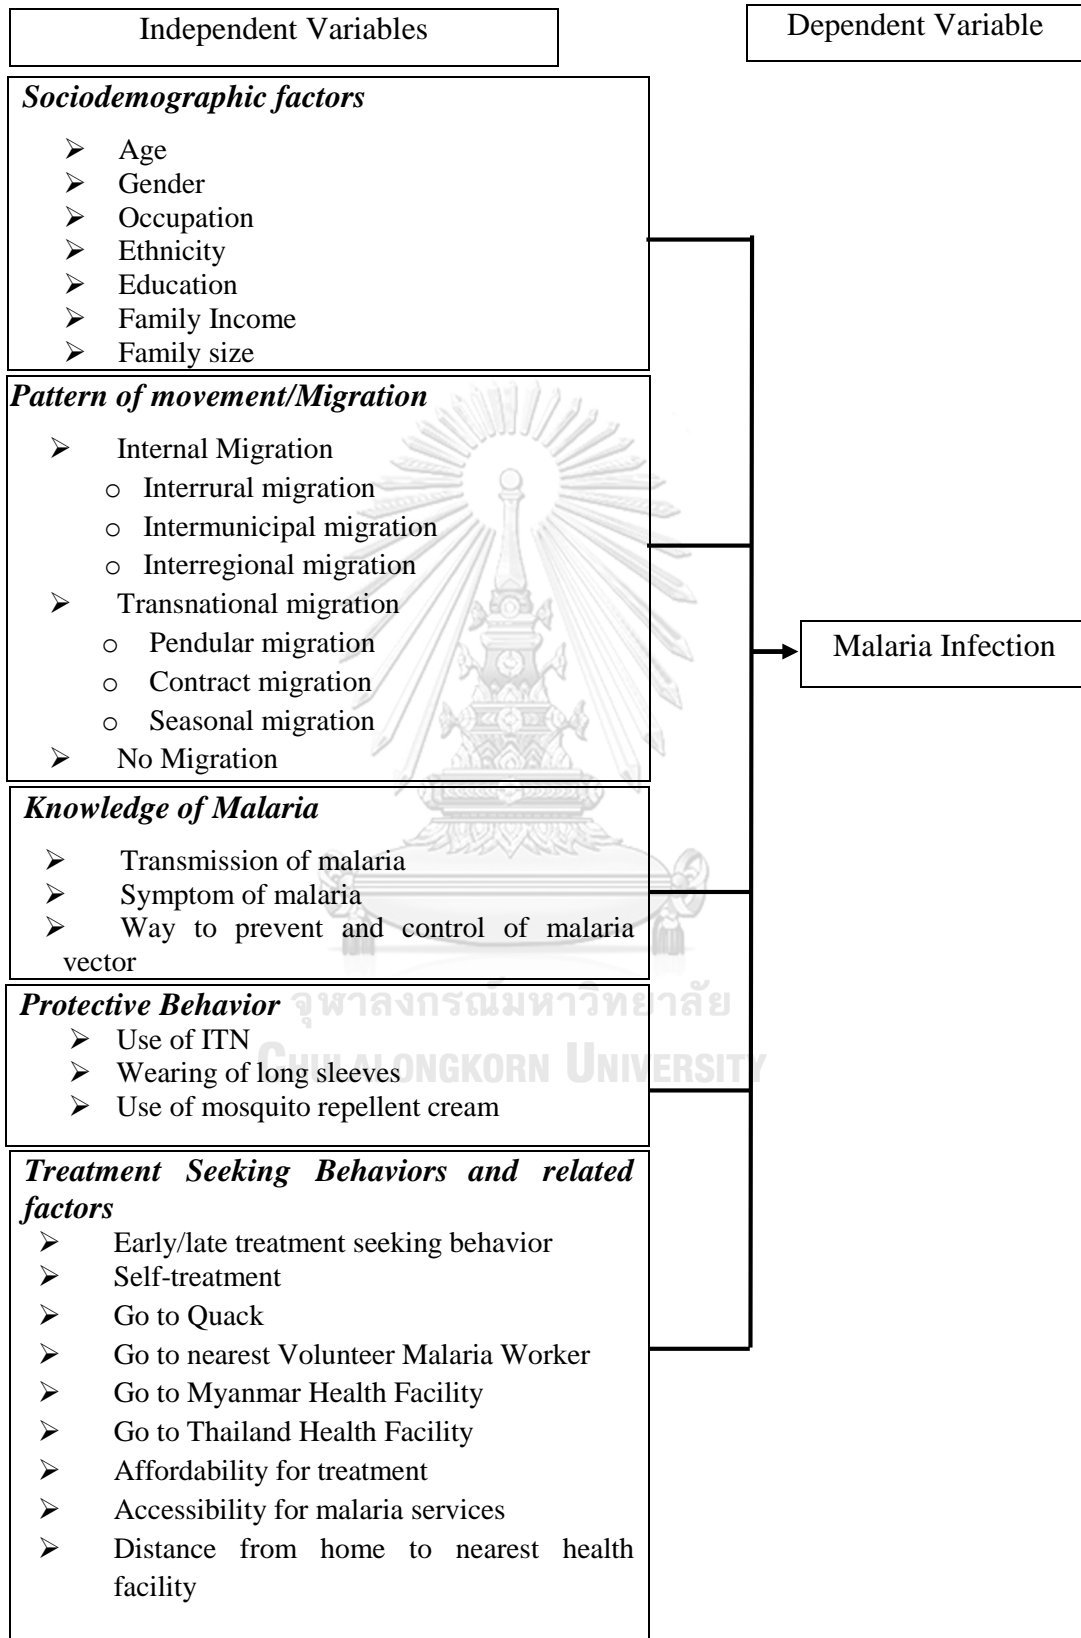 Independent Variables
Dependent Variable
Sociodemographic factors
➢ Age
➢ Gender
➢ Occupation
➢ Ethnicity
➢ Education
➢ Family Income
➢ Family size
Pattern of movement/Migration
➢ Internal Migration
o Interrural migration
o Intermunicipal migration
o Interregional migration
➢ Transnational migration
o Pendular migration
o Contract migration
o Seasonal migration
➢ No Migration
Malaria Infection
Knowledge of Malaria
➢ Transmission of malaria
➢ Symptom of malaria
➢ Way to prevent and control of malaria
vector
จุฬาลงกรณ์มหาวิทยาลัย
CHULALONGKORN UNIVERSITY
Protective Behavior
➢ Use of ITN
➢ Wearing of long sleeves
➢ Use of mosquito repellent cream
Treatment Seeking Behaviors and related
factors
➢ Early/late treatment seeking behavior
➢ Self-treatment
➢ Go to Quack
➢ Go to nearest Volunteer Malaria Worker
➢ Go to Myanmar Health Facility
➢ Go to Thailand Health Facility
➢ Affordability for treatment
➢ Accessibility for malaria services
➢ Distance from home to nearest health
facility